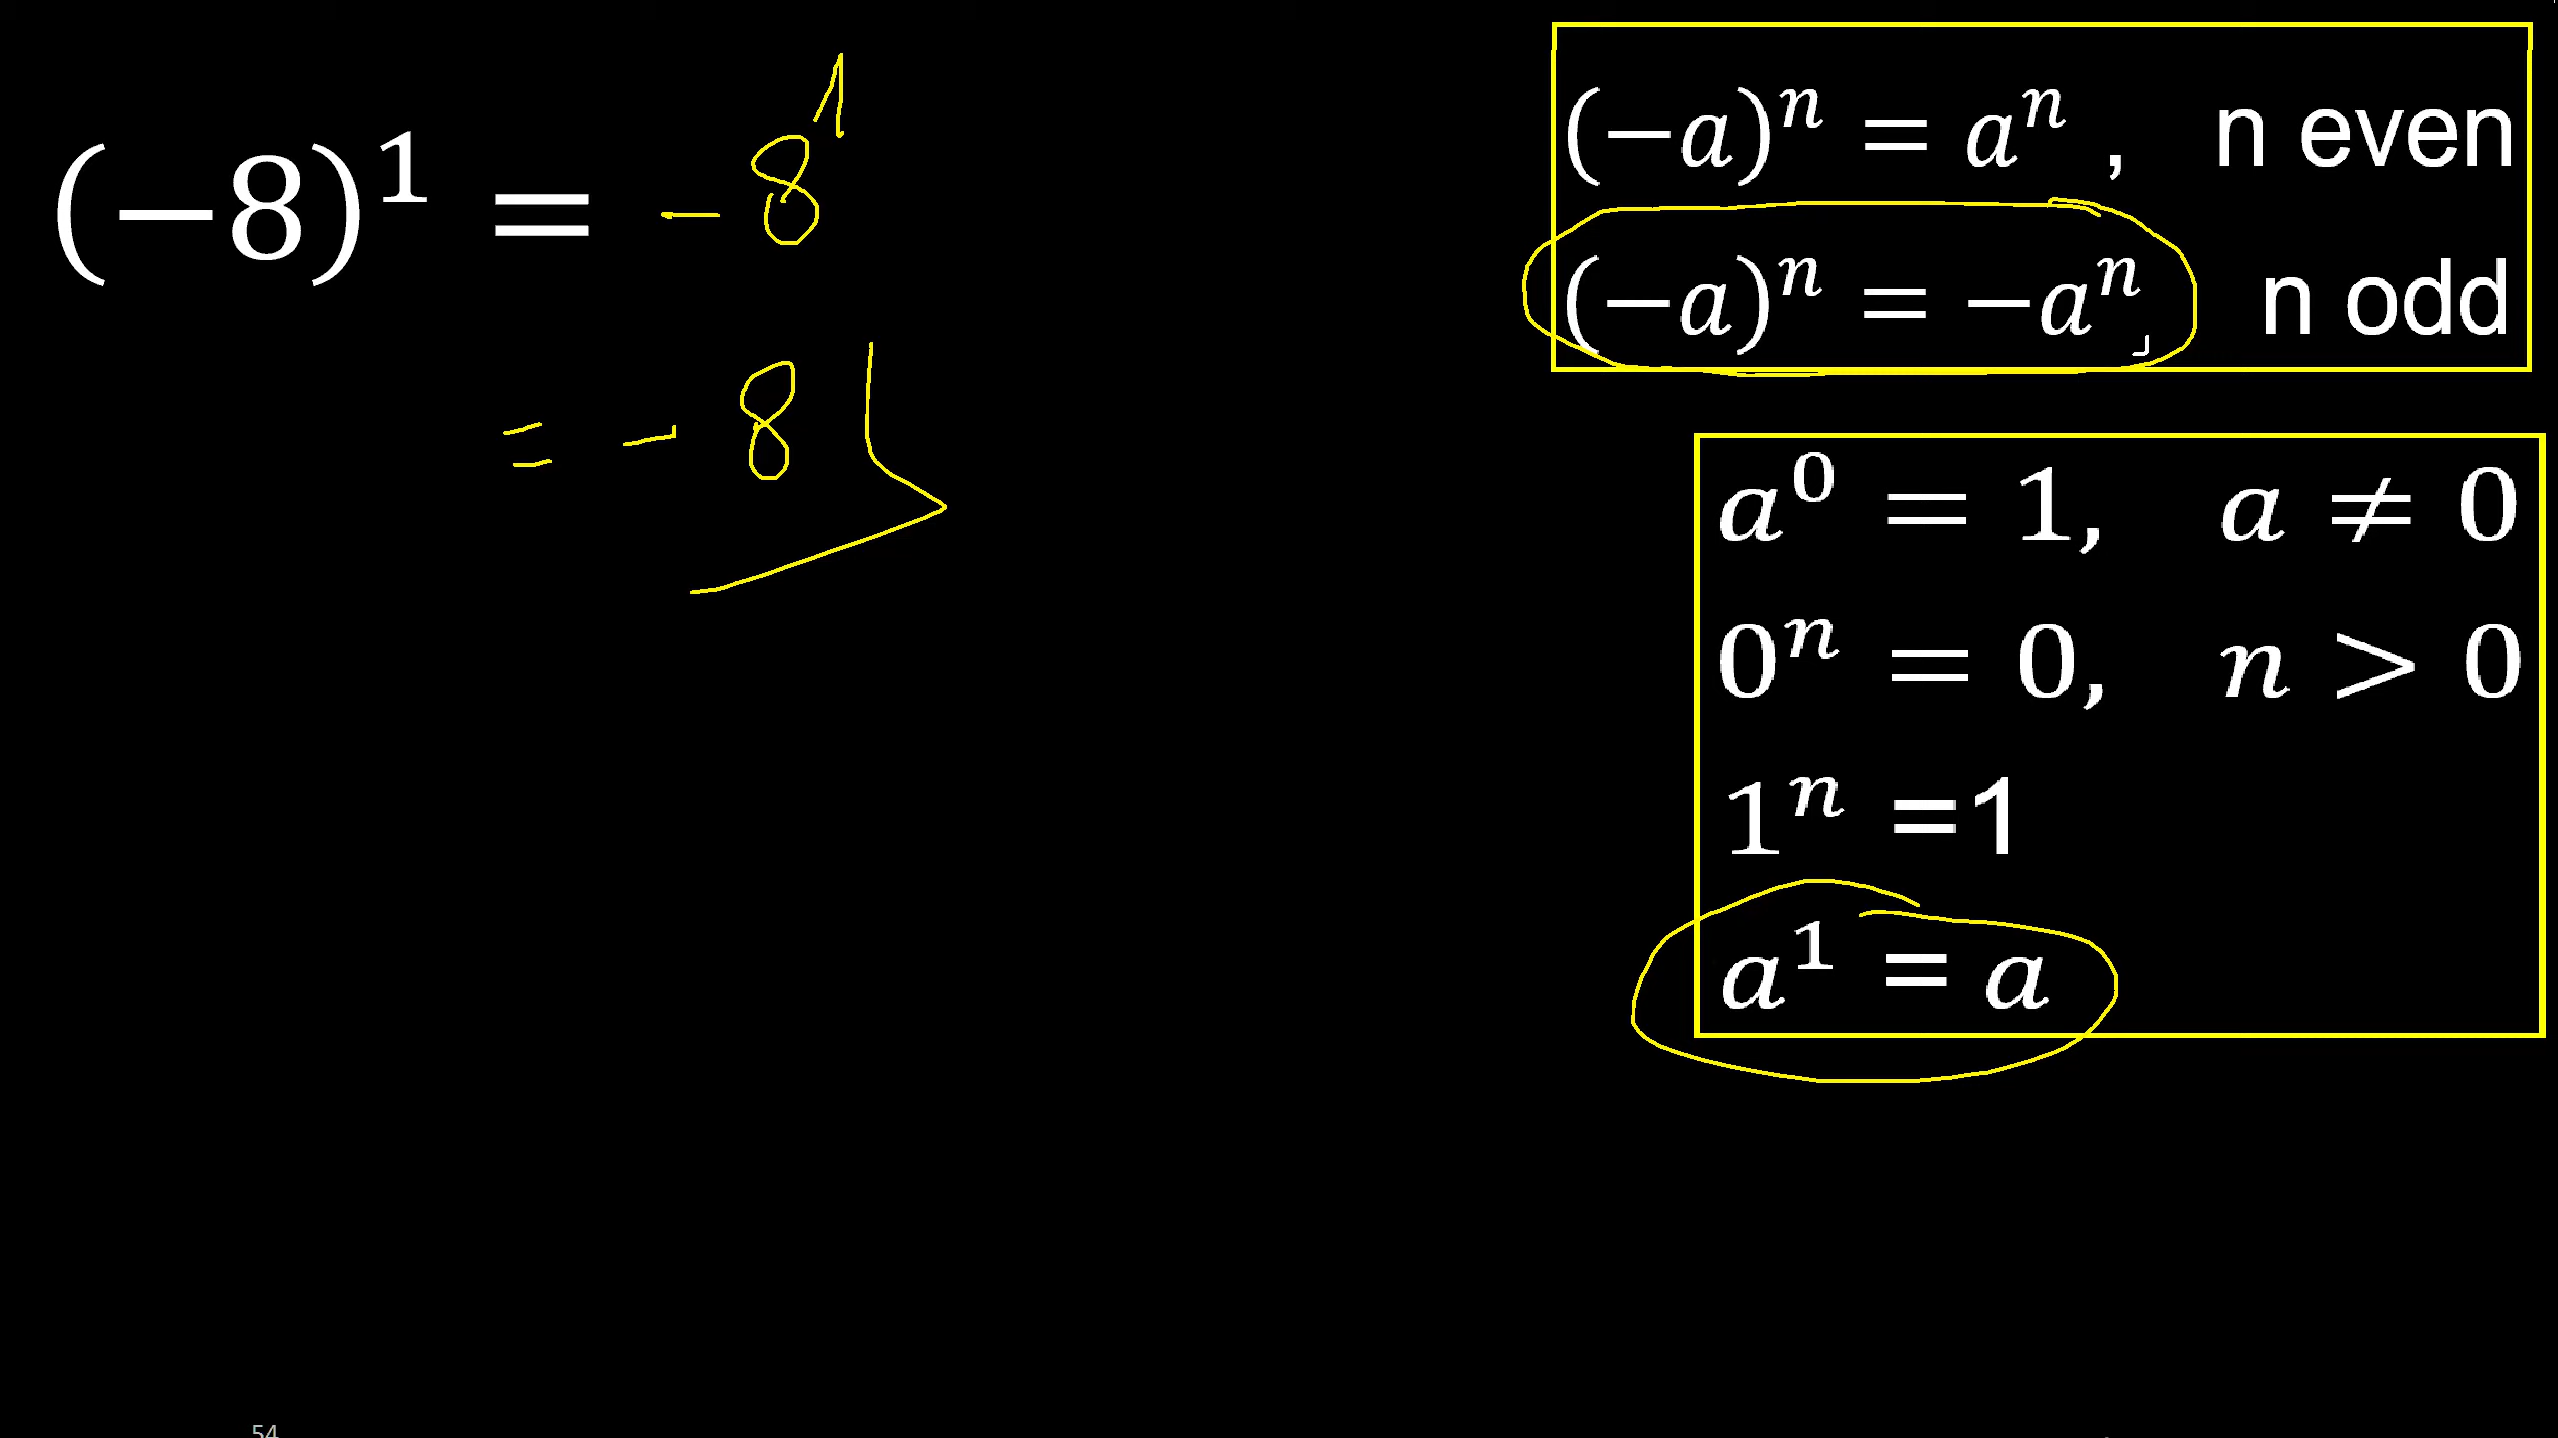 (−8)¹ = −8¹
= −8
(−a)ⁿ = aⁿ , n even
(−a)ⁿ = −aⁿ, n odd
a⁰ = 1, a ≠ 0
0ⁿ = 0, n > 0
1ⁿ =1
a¹ = a
54